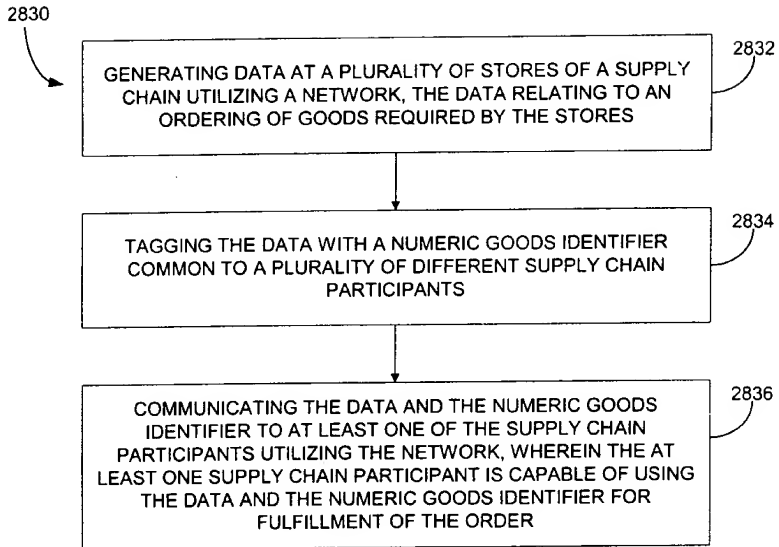 2830
2832
GENERATING DATA AT A PLURALITY OF STORES OF A SUPPLY
CHAIN UTILIZING A NETWORK, THE DATA RELATING TO AN
ORDERING OF GOODS REQUIRED BY THE STORES
2834
TAGGING THE DATA WITH A NUMERIC GOODS IDENTIFIER
COMMON TO A PLURALITY OF DIFFERENT SUPPLY CHAIN
PARTICIPANTS
2836
COMMUNICATING THE DATA AND THE NUMERIC GOODS
IDENTIFIER TO AT LEAST ONE OF THE SUPPLY CHAIN
PARTICIPANTS UTILIZING THE NETWORK, WHEREIN THE AT
LEAST ONE SUPPLY CHAIN PARTICIPANT IS CAPABLE OF USING
THE DATA AND THE NUMERIC GOODS IDENTIFIER FOR
FULFILLMENT OF THE ORDER